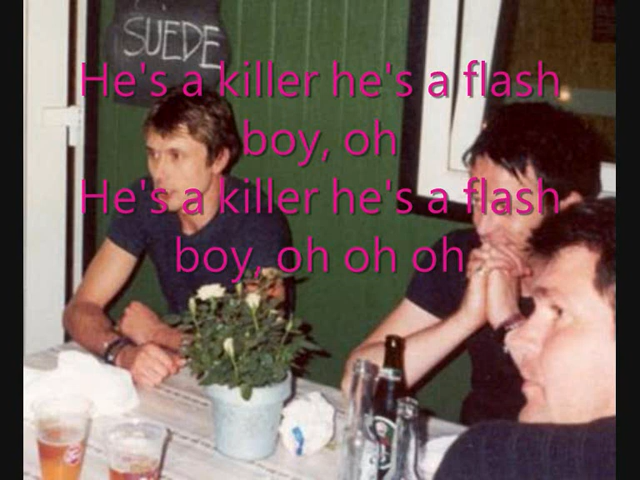 SUEDE
He's a killer he's a flash
boy, oh
He's a killer he's a flash
boy, oh oh oh